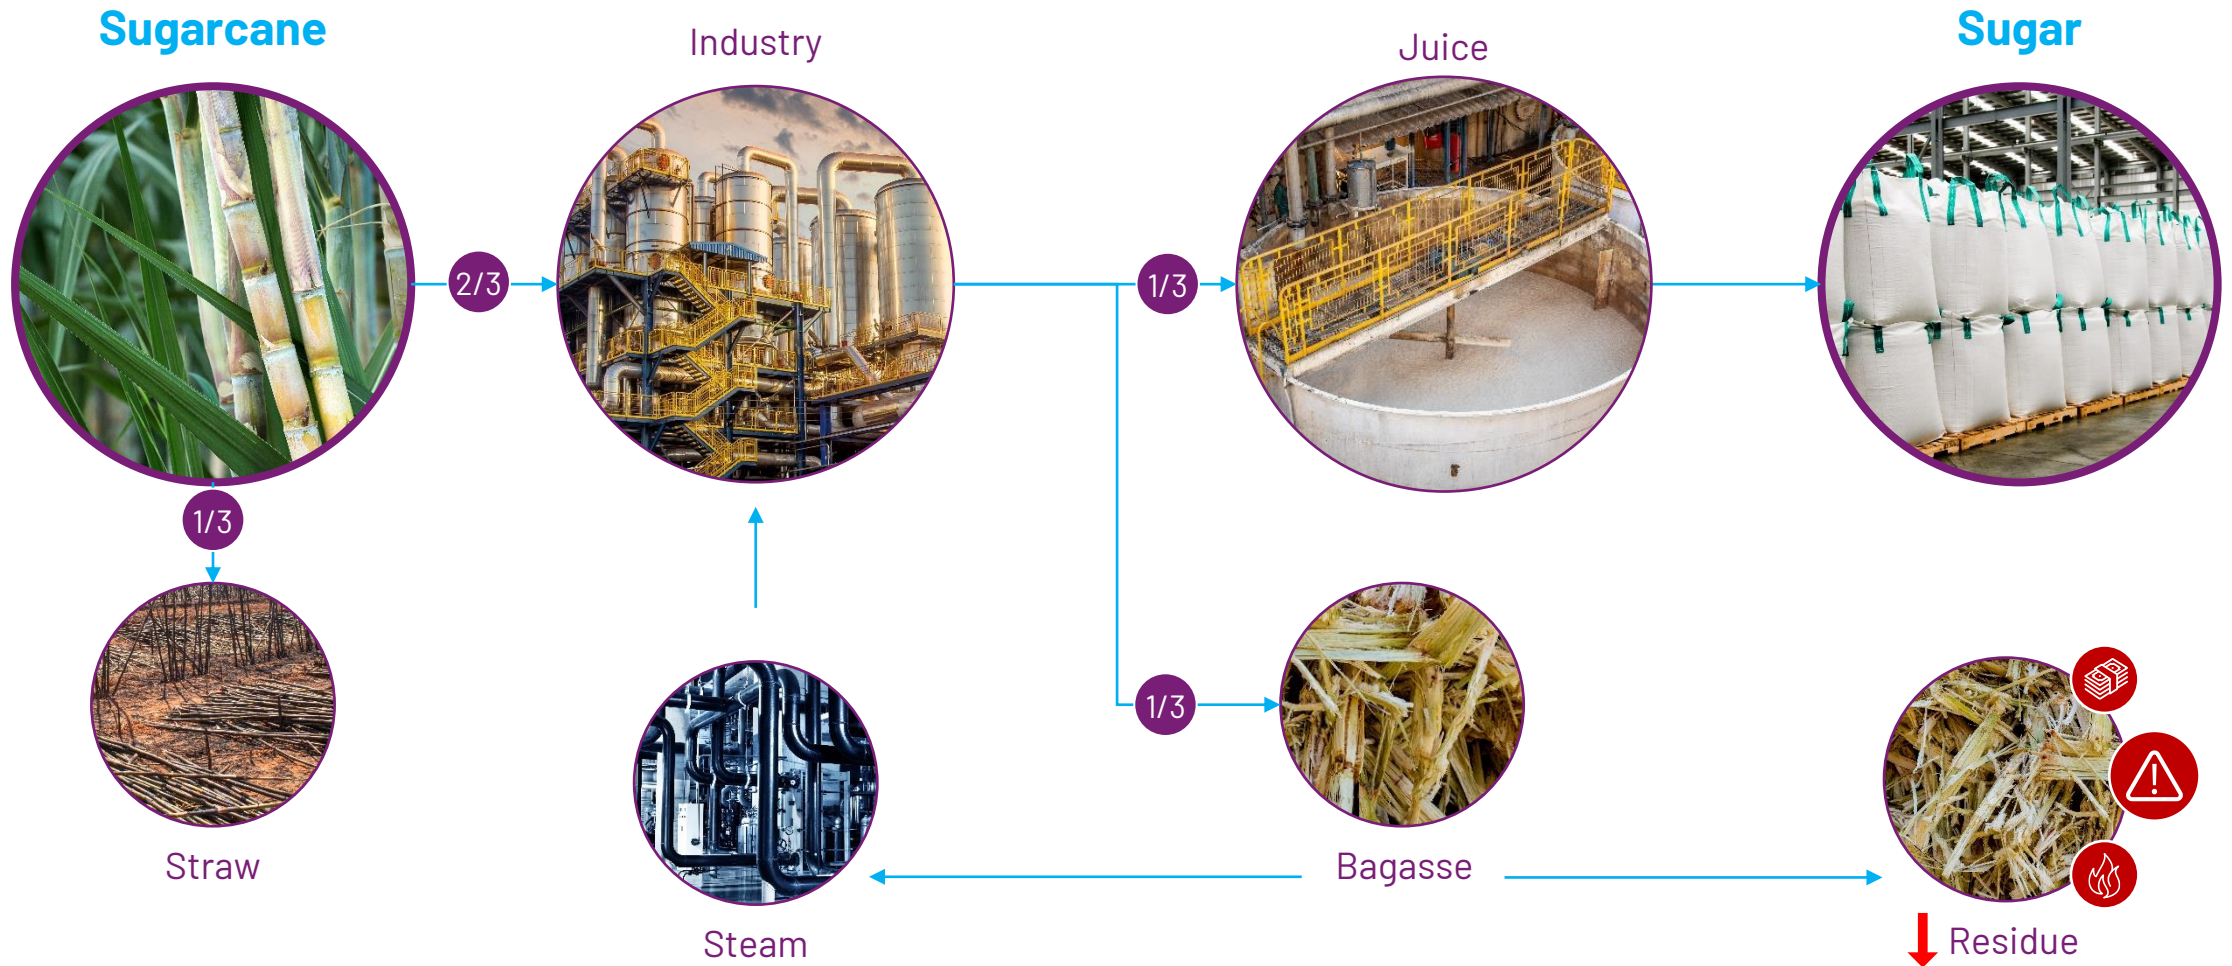 Sugarcane
Industry
Juice
Sugar
2/3
1/3
1/3
1/3
Straw
Steam
Bagasse
Residue